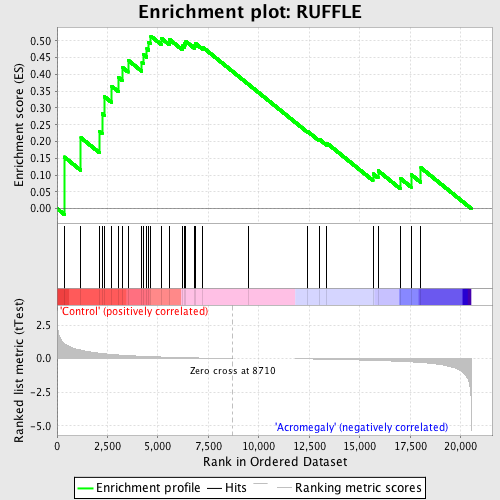 Enrichment plot: RUFFLE
Enrichment score (ES)
0.50
0.45
0.40
0.35
0.30
0.25
0.20
0.15
0.10
0.05
0.00
'Control' (positively correlated)
Ranked list metric (tTest)
2.5
0.0
-2.5
-5.0
Zero cross at 8710
'Acromegaly' (negatively correlated)
0 2,500 5,000 7,500 10,000 12,500 15,000 17,500 20,000
Rank in Ordered Dataset
Enrichment profile Hits Ranking metric scores